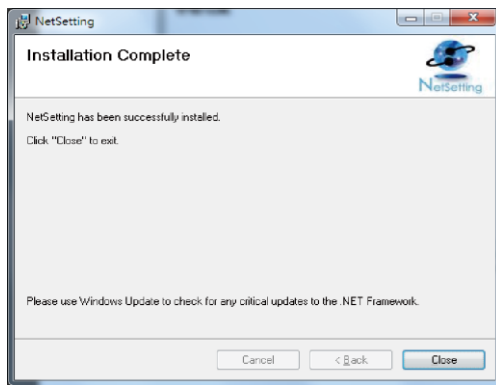 NetSetting
Installation Complete
NetSetting
NetSetting has been successfully installed.
Click "Close" to exit.
Please use Windows Update to check for any critical updates to the .NET Framework.
Cancel
< Back
Close